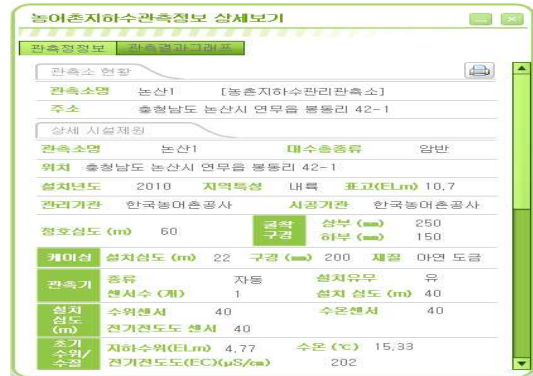 농어촌지하수관측정보 상세보기
관측정정보 관측결과그래프
관측소 현황
관측소명 논산1 [농촌지하수관리관측소]
주소 충청남도 논산시 연무읍 봉동리 42-1
상세 시설제원
관측소명 논산1 대수층종류 암반
위치 충청남도 논산시 연무읍 봉동리 42-1
설치년도 2010 지역특성 내륙 표고(ELm) 10.7
관리기관 한국농어촌공사 시공기관 한국농어촌공사
정호심도 (m) 60 굴착구경 상부 (mm) 250
하부 (mm) 150
케이싱 설치심도 (m) 22 구경 (mm) 200 재질 아연 도금
관측기 종류 자동 설치유무 유
센서수 (개) 1 설치 심도 (m) 40
설치심도 (m) 수위센서 40 수온센서 40
전기전도도 센서 40
초기수위/수질 지하수위(ELm) 4.77 수온 (℃) 15.33
전기전도도(EC)(μS/cm) 202